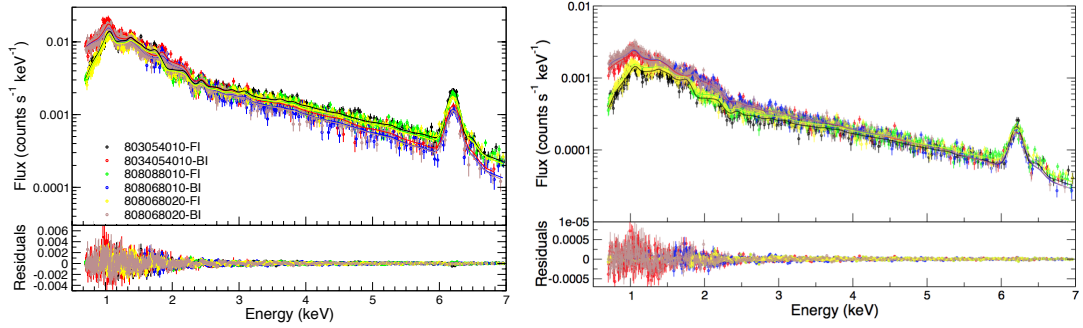 0.01
0.001
0.0001
Flux (counts s⁻¹ keV⁻¹)
803054010-FI
8034054010-BI
808088010-FI
808068010-BI
808068020-FI
808068020-BI
0.006
0.004
0.002
0
-0.002
-0.004
Residuals
1 2 3 4 5 6 7
Energy (keV)
0.01
0.001
0.0001
Flux (counts s⁻¹ keV⁻¹)
1e-05
0.0005
0
-0.0005
Residuals
1 2 3 4 5 6 7
Energy (keV)